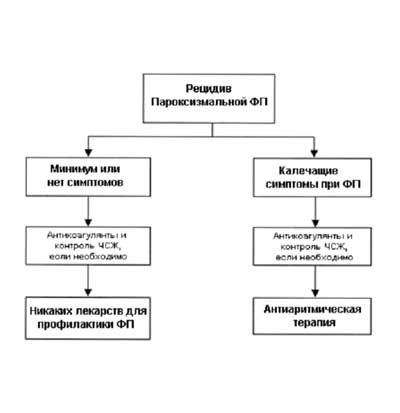 Рецидив
Пароксизмальной ФП
Минимум или
нет симптомов
Калечащие
симптомы при ФП
Антикоагулянты и
контроль ЧСЖ,
если необходимо
Антикоагулянты и
контроль ЧСЖ,
если необходимо
Никаких лекарств для
профилактики ФП
Антиаритмическая
терапия